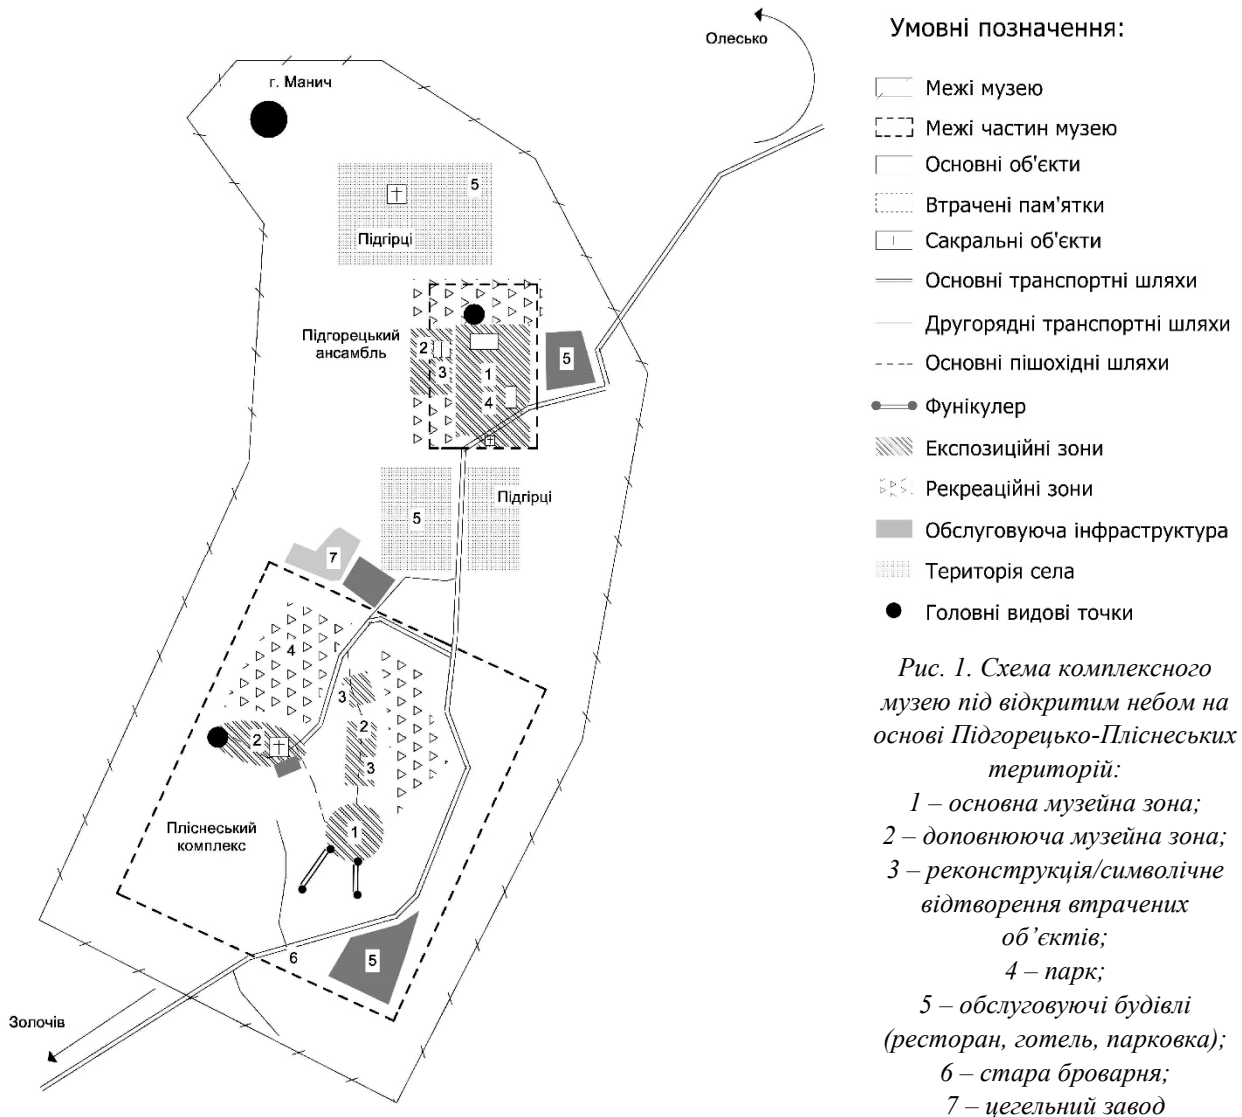 Олесько
г. Манич
5
Підгірці
Підгорецький
ансамбль
2
3
1
4
5
Підгірці
5
7
4
3
2
2
3
1
Пліснеський
комплекс
6
5
Золочів
Умовні позначення:
Межі музею
Межі частин музею
Основні об'єкти
Втрачені пам'ятки
Сакральні об'єкти
Основні транспортні шляхи
Другорядні транспортні шляхи
Основні пішохідні шляхи
Фунікулер
Експозиційні зони
Рекреаційні зони
Обслуговуюча інфраструктура
Територія села
Головні видові точки
Рис. 1. Схема комплексного
музею під відкритим небом на
основі Підгорецько-Пліснеських
територій:
1 – основна музейна зона;
2 – доповнююча музейна зона;
3 – реконструкція/символічне
відтворення втрачених
об’єктів;
4 – парк;
5 – обслуговуючі будівлі
(ресторан, готель, парковка);
6 – стара броварня;
7 – цегельний завод